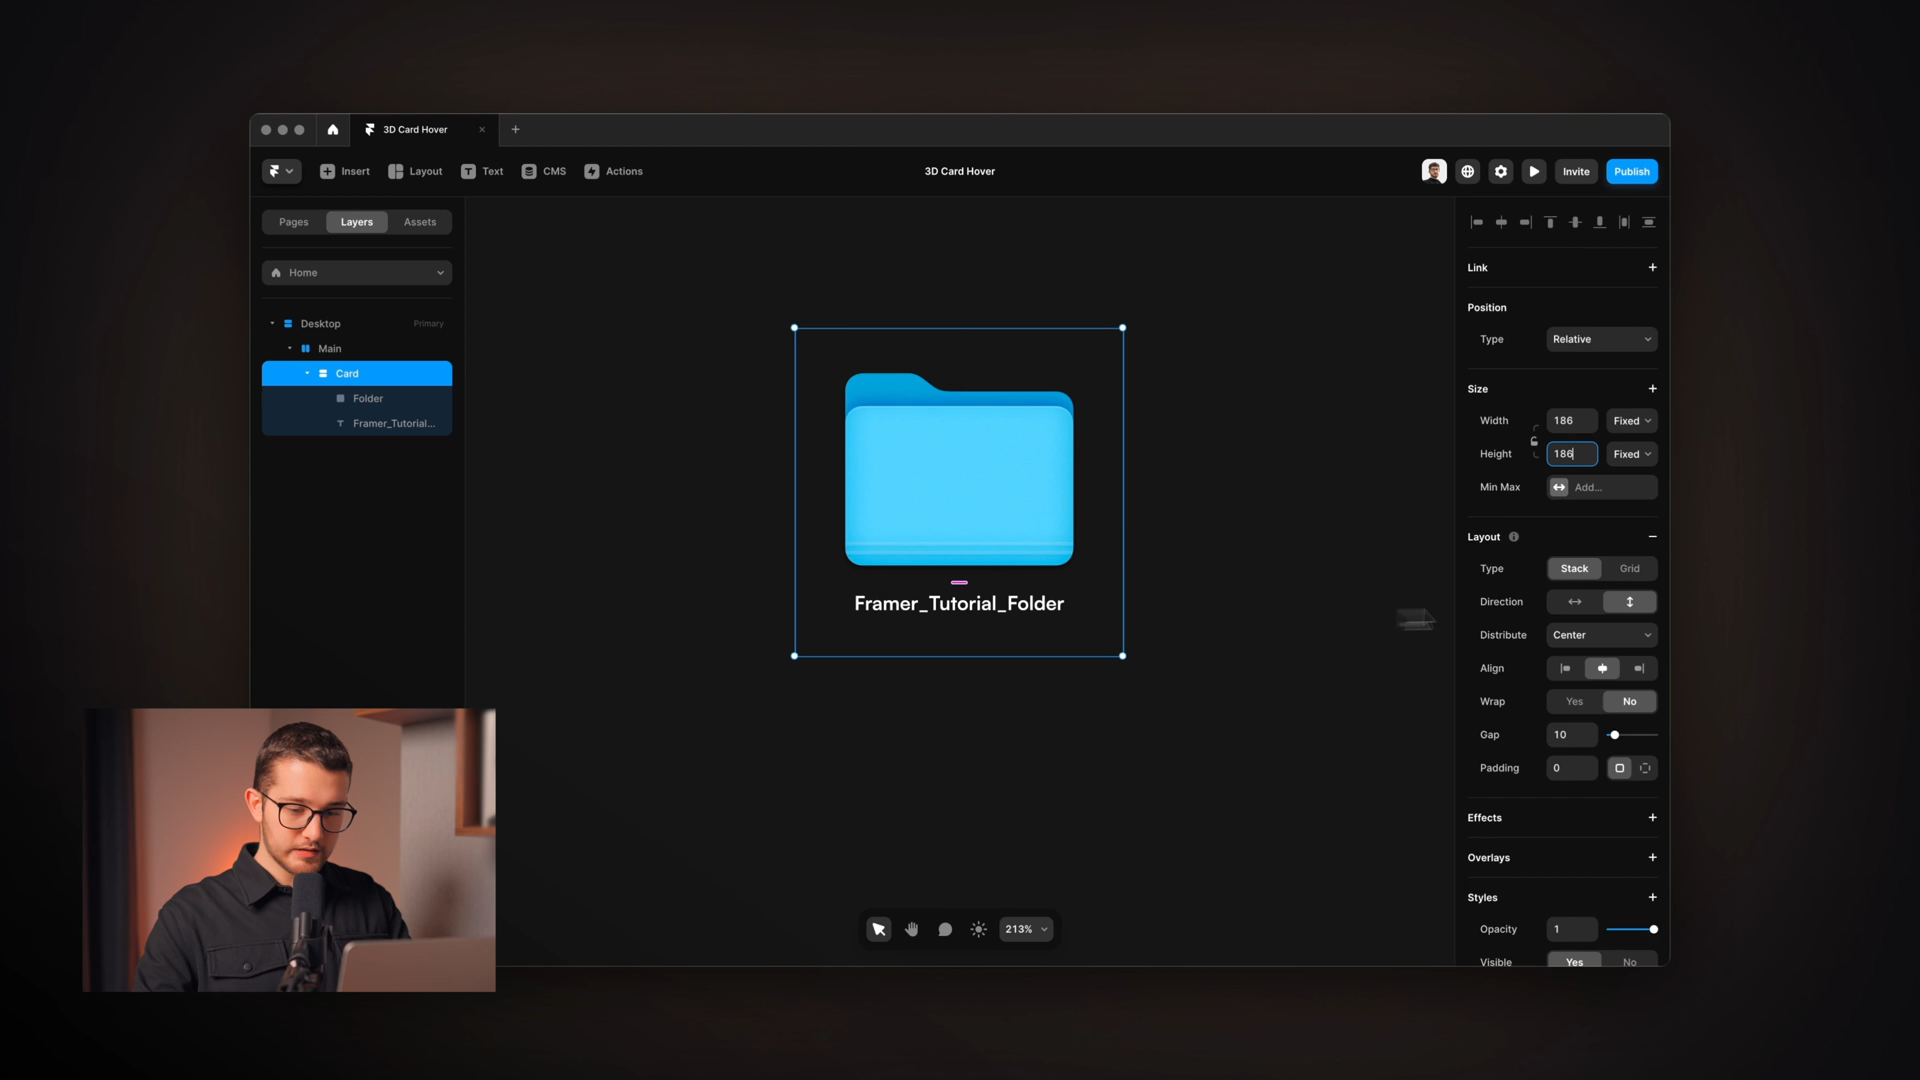 3D Card Hover
Insert
Layout
Text
CMS
Actions
3D Card Hover
Invite
Publish
Pages
Layers
Assets
Home
Desktop
Primary
Main
Card
Folder
Framer_Tutorial...
Framer_Tutorial_Folder
213%
Link
Position
Type
Relative
Size
Width
186
Fixed
Height
186
Fixed
Min Max
Add...
Layout
Type
Stack
Grid
Direction
Distribute
Center
Align
Wrap
Yes
No
Gap
10
Padding
0
Effects
Overlays
Styles
Opacity
1
Visible
Yes
No